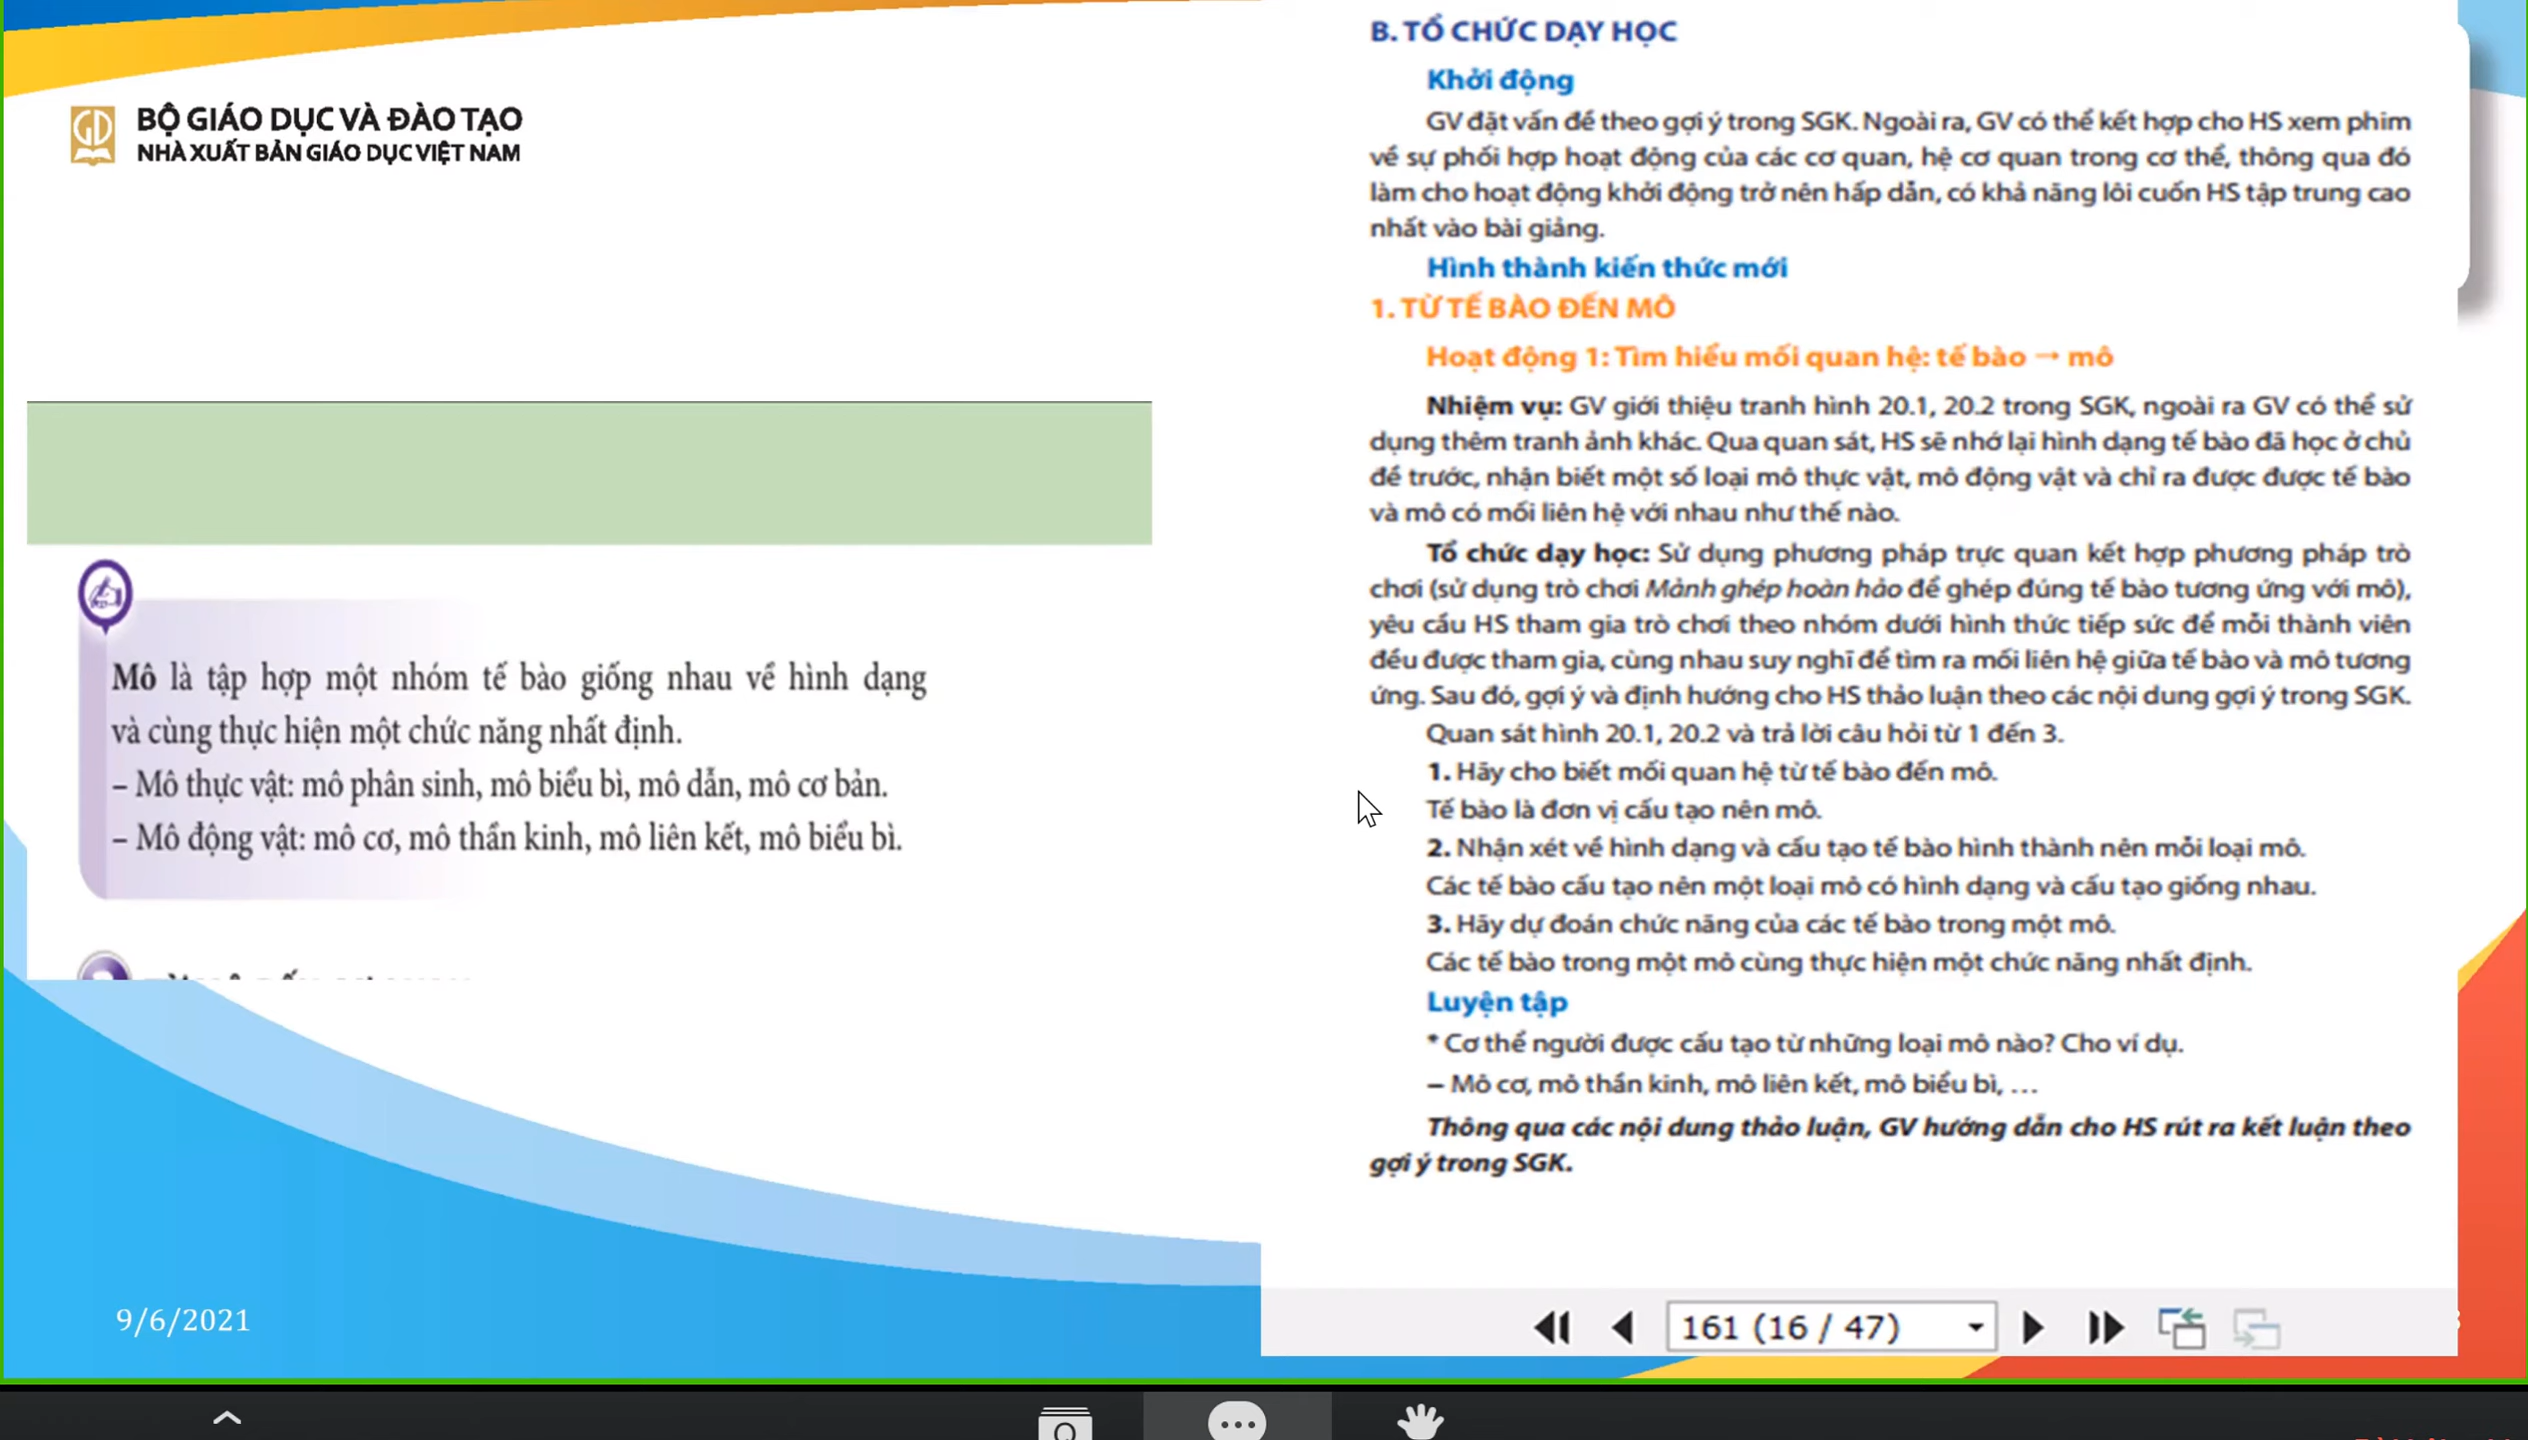 BỘ GIÁO DỤC VÀ ĐÀO TẠO
NHÀ XUẤT BẢN GIÁO DỤC VIỆT NAM
Mô là tập hợp một nhóm tế bào giống nhau về hình dạng
và cùng thực hiện một chức năng nhất định.
– Mô thực vật: mô phân sinh, mô biểu bì, mô dẫn, mô cơ bản.
– Mô động vật: mô cơ, mô thần kinh, mô liên kết, mô biểu bì.
9/6/2021
B. TỔ CHỨC DẠY HỌC
Khởi động
GV đặt vấn đề theo gợi ý trong SGK. Ngoài ra, GV có thể kết hợp cho HS xem phim
về sự phối hợp hoạt động của các cơ quan, hệ cơ quan trong cơ thể, thông qua đó
làm cho hoạt động khởi động trở nên hấp dẫn, có khả năng lôi cuốn HS tập trung cao
nhất vào bài giảng.
Hình thành kiến thức mới
1. TỪ TẾ BÀO ĐẾN MÔ
Hoạt động 1: Tìm hiểu mối quan hệ: tế bào → mô
Nhiệm vụ: GV giới thiệu tranh hình 20.1, 20.2 trong SGK, ngoài ra GV có thể sử
dụng thêm tranh ảnh khác. Qua quan sát, HS sẽ nhớ lại hình dạng tế bào đã học ở chủ
đề trước, nhận biết một số loại mô thực vật, mô động vật và chỉ ra được được tế bào
và mô có mối liên hệ với nhau như thế nào.
Tổ chức dạy học: Sử dụng phương pháp trực quan kết hợp phương pháp trò
chơi (sử dụng trò chơi Mảnh ghép hoàn hảo để ghép đúng tế bào tương ứng với mô),
yêu cầu HS tham gia trò chơi theo nhóm dưới hình thức tiếp sức để mỗi thành viên
đều được tham gia, cùng nhau suy nghĩ để tìm ra mối liên hệ giữa tế bào và mô tương
ứng. Sau đó, gợi ý và định hướng cho HS thảo luận theo các nội dung gợi ý trong SGK.
Quan sát hình 20.1, 20.2 và trả lời câu hỏi từ 1 đến 3.
1. Hãy cho biết mối quan hệ từ tế bào đến mô.
Tế bào là đơn vị cấu tạo nên mô.
2. Nhận xét về hình dạng và cấu tạo tế bào hình thành nên mỗi loại mô.
Các tế bào cấu tạo nên một loại mô có hình dạng và cấu tạo giống nhau.
3. Hãy dự đoán chức năng của các tế bào trong một mô.
Các tế bào trong một mô cùng thực hiện một chức năng nhất định.
Luyện tập
* Cơ thể người được cấu tạo từ những loại mô nào? Cho ví dụ.
– Mô cơ, mô thần kinh, mô liên kết, mô biểu bì, ...
Thông qua các nội dung thảo luận, GV hướng dẫn cho HS rút ra kết luận theo
gợi ý trong SGK.
161 (16 / 47)